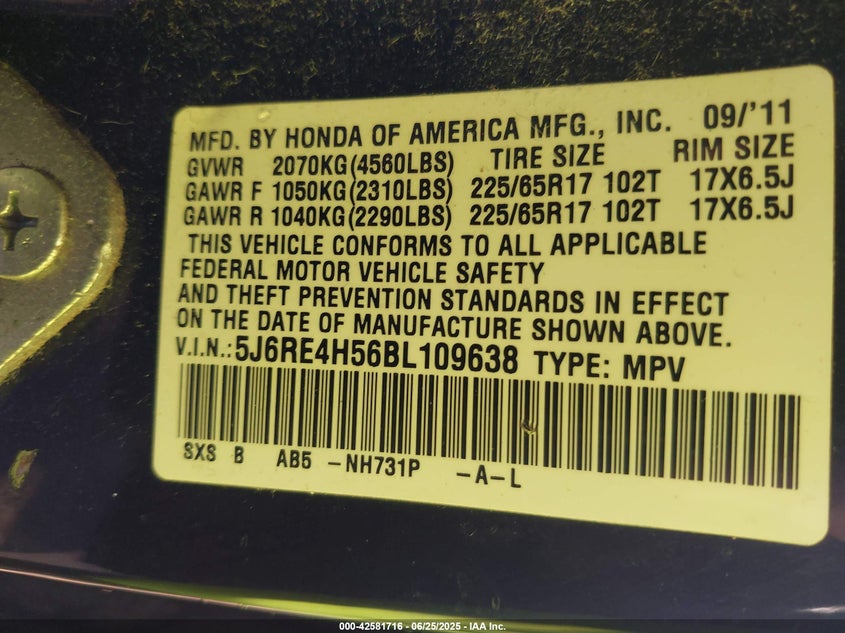 MFD. BY HONDA OF AMERICA MFG., INC. 09/'11
GVWR 2070KG(4560LBS) TIRE SIZE RIM SIZE
GAWR F 1050KG(2310LBS) 225/65R17 102T 17X6.5J
GAWR R 1040KG(2290LBS) 225/65R17 102T 17X6.5J
THIS VEHICLE CONFORMS TO ALL APPLICABLE
FEDERAL MOTOR VEHICLE SAFETY
AND THEFT PREVENTION STANDARDS IN EFFECT
ON THE DATE OF MANUFACTURE SHOWN ABOVE.
V.I.N.: 5J6RE4H56BL109638 TYPE: MPV
SXS B AB5 -NH731P -A-L
000-42581716 - 06/25/2025 - IAA Inc.